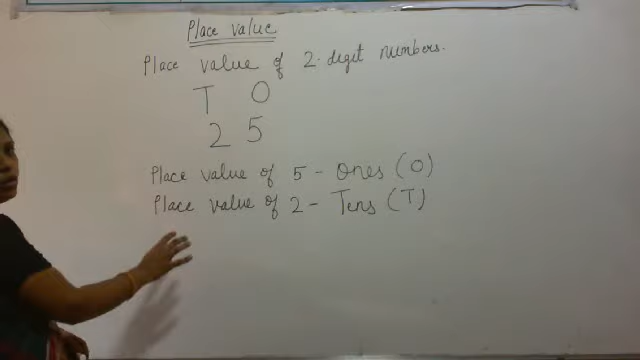 Place value
Place value of 2-digit numbers.
T O
2 5
Place value of 5 - Ones (O)
Place value of 2 - Tens (T)